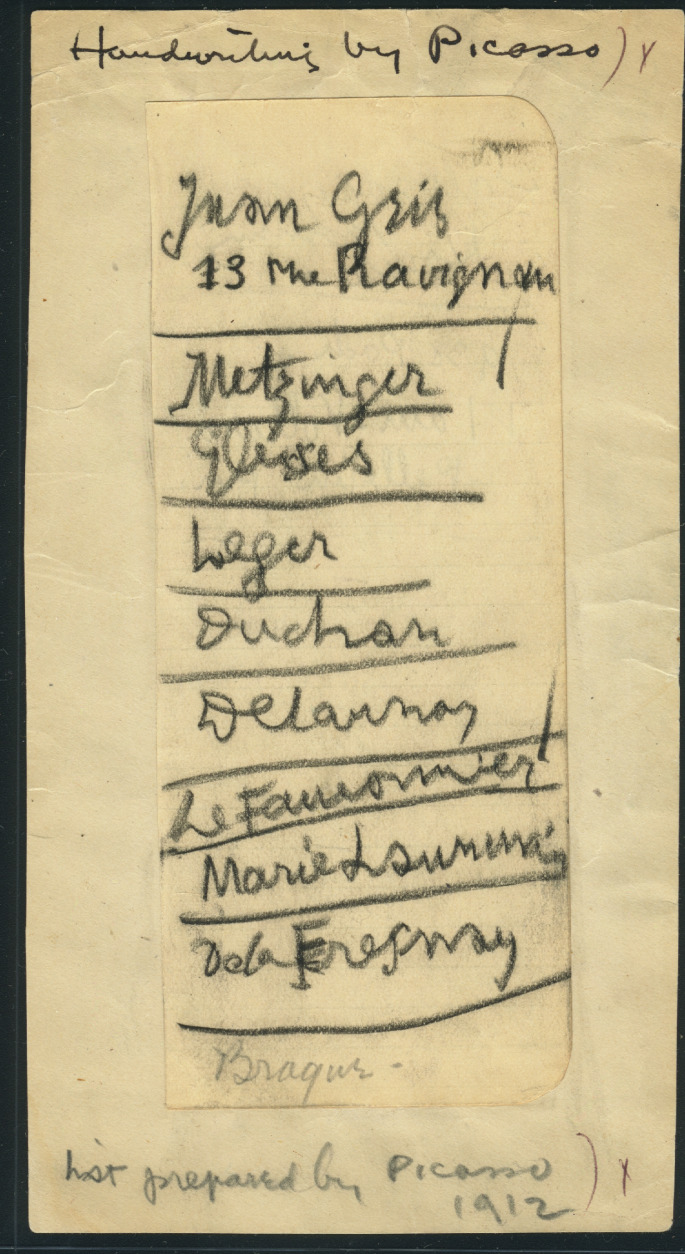 Handwriting by Picasso) x
Juan Gris
13 rue Ravignan
Metzinger
Gleises
Leger
Duchan
Delaunay
Le Fauconnier
Marie Laurencin
de la Fresnay
Braque -
List prepared by Picasso) x
1912